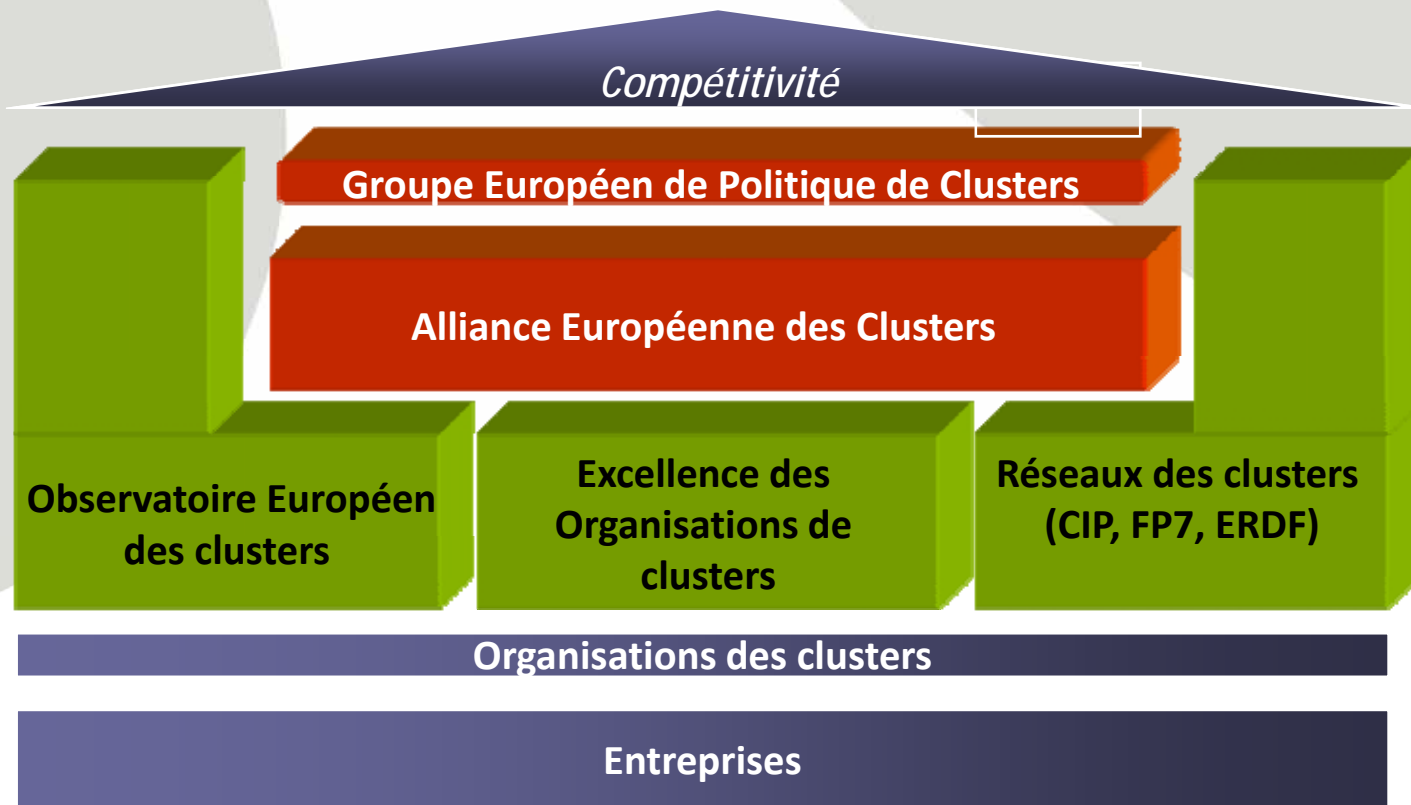 Compétitivité
Groupe Européen de Politique de Clusters
Alliance Européenne des Clusters
Observatoire Européen
des clusters
Excellence des
Organisations de
clusters
Réseaux des clusters
(CIP, FP7, ERDF)
Organisations des clusters
Entreprises